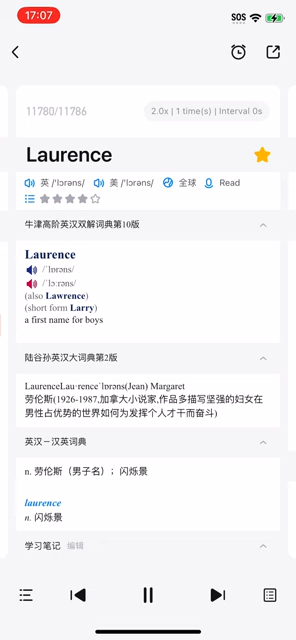 17:07
SOS
11780/11786
2.0x | 1 time(s) | Interval 0s
Laurence
英 /'lɔrəns/ 美 /'lɔrəns/ 全球 Read
牛津高阶英汉双解词典第10版
Laurence
/ˈlɒrəns/
/ˈlɔːrəns/
(also Lawrence)
(short form Larry)
a first name for boys
陆谷孙英汉大词典第2版
LaurenceLau·rence'lɒrəns(Jean) Margaret
劳伦斯(1926-1987,加拿大小说家,作品多描写坚强的妇女在
男性占优势的世界如何为发挥个人才干而奋斗)
英汉－汉英词典
n. 劳伦斯（男子名）；闪烁景
laurence
n. 闪烁景
学习笔记 编辑